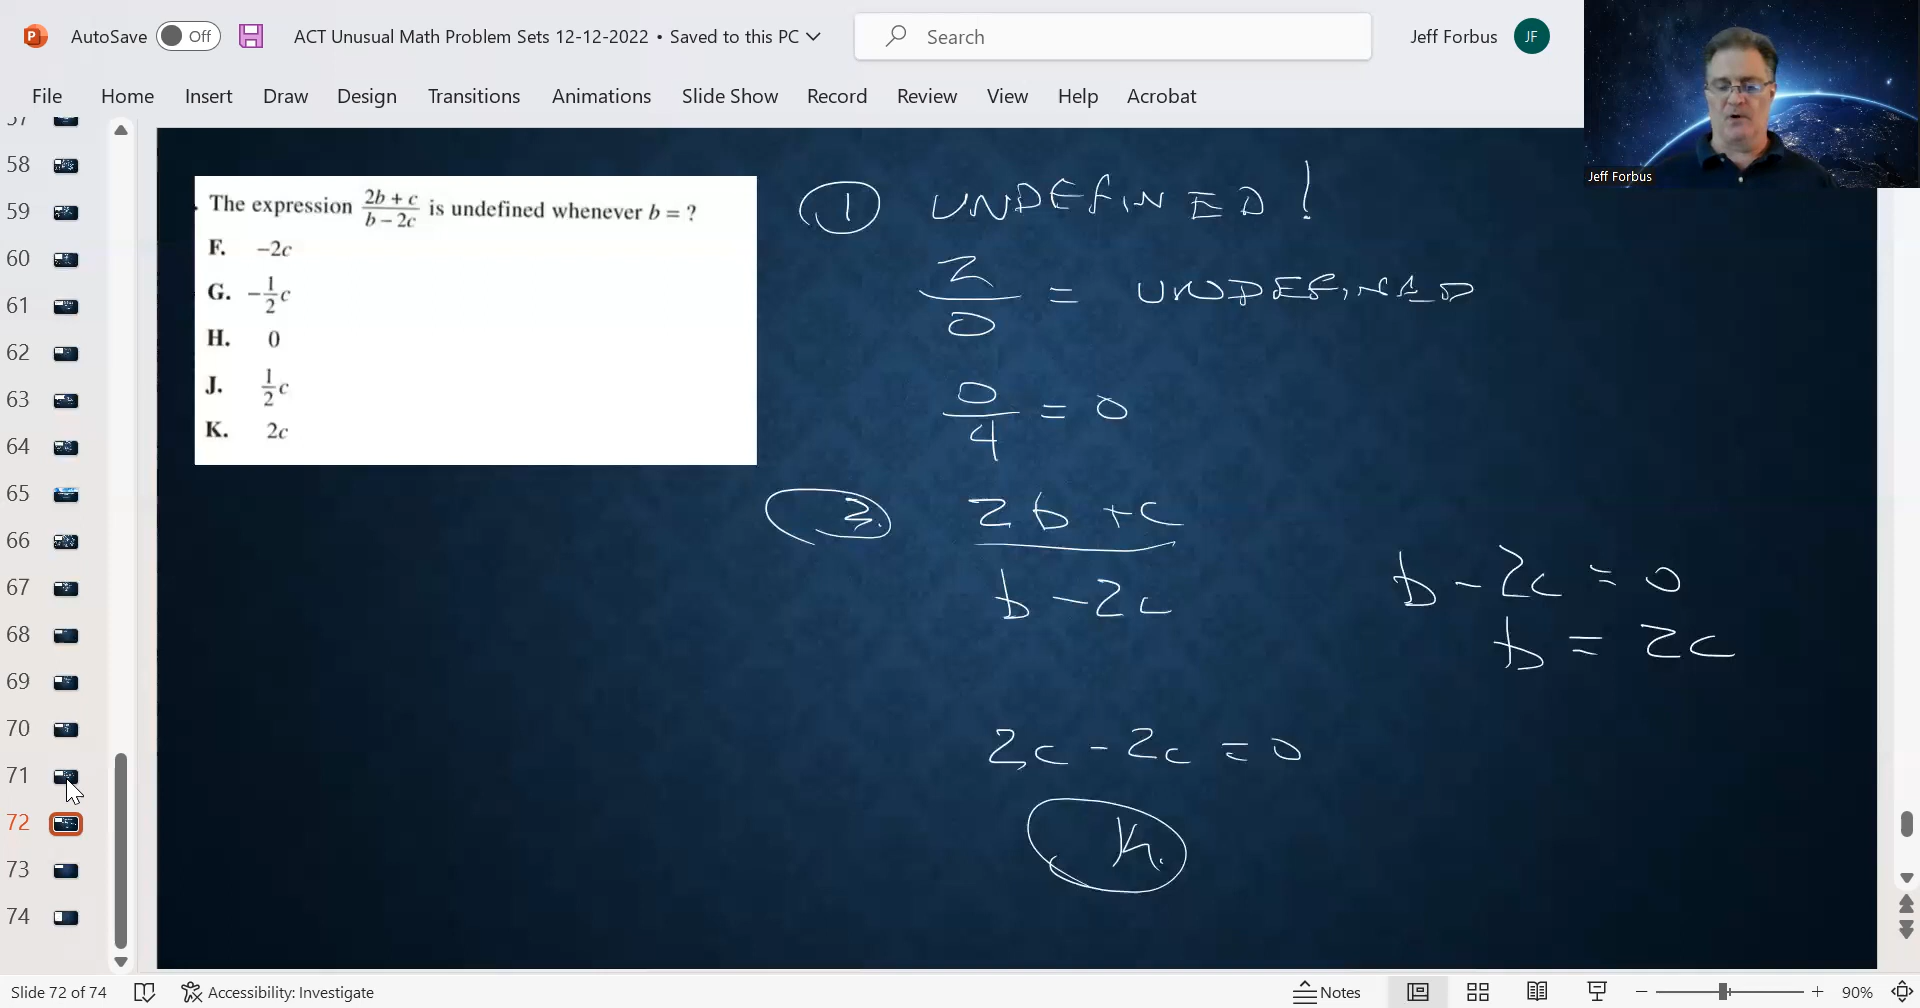 AutoSave Off ACT Unusual Math Problem Sets 12-12-2022 • Saved to this PC Search Jeff Forbus JF
File Home Insert Draw Design Transitions Animations Slide Show Record Review View Help Acrobat
Jeff Forbus
57
58
59
60
61
62
63
64
65
66
67
68
69
70
71
72
73
74
The expression (2b + c)/(b − 2c) is undefined whenever b = ?
F. −2c
G. −1/2 c
H. 0
J. 1/2 c
K. 2c
1 UNDEFINED!
2/0 = UNDEFINED
0/4 = 0
2b + c
b − 2c
b − 2c = 0
b = 2c
2c − 2c = 0
K.
Slide 72 of 74 Accessibility: Investigate Notes 90%